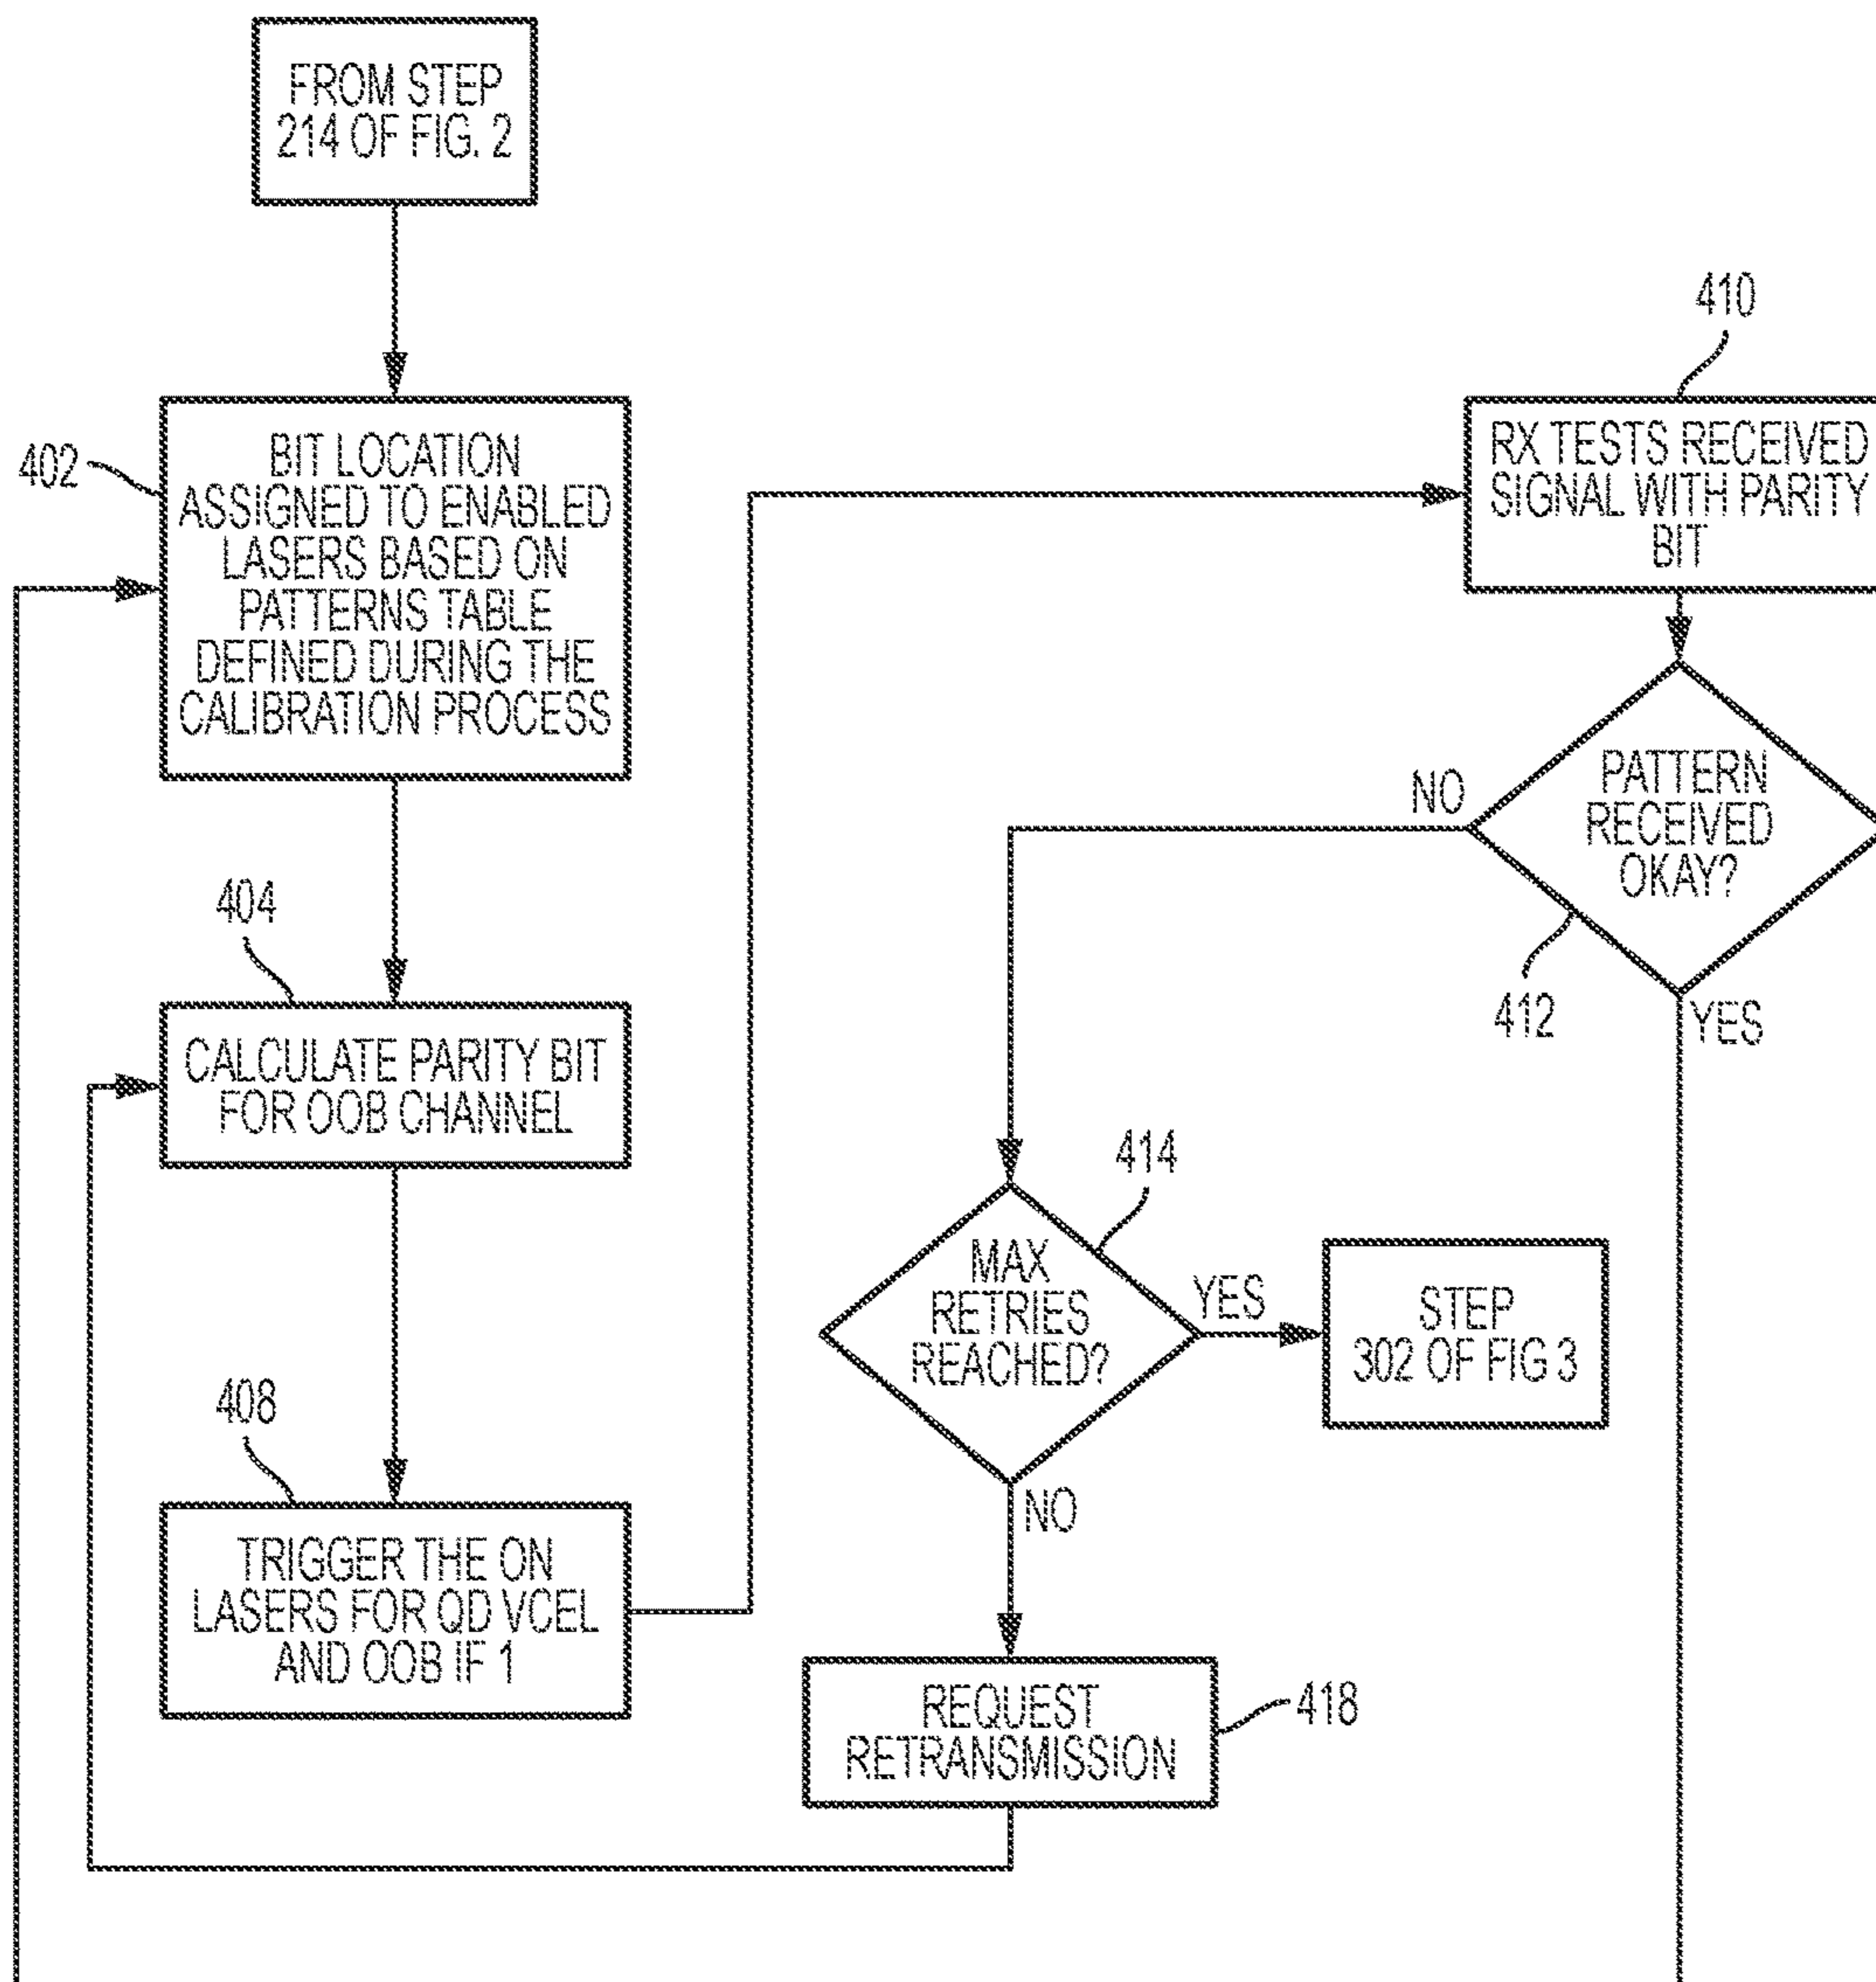 FROM STEP
214 OF FIG. 2
402
BIT LOCATION
ASSIGNED TO ENABLED
LASERS BASED ON
PATTERNS TABLE
DEFINED DURING THE
CALIBRATION PROCESS
404
CALCULATE PARITY BIT
FOR OOB CHANNEL
408
TRIGGER THE ON
LASERS FOR QD VCEL
AND OOB IF 1
410
RX TESTS RECEIVED
SIGNAL WITH PARITY
BIT
PATTERN
RECEIVED
OKAY?
412
NO
YES
414
MAX
RETRIES
REACHED?
YES
STEP
302 OF FIG 3
NO
REQUEST
RETRANSMISSION
418